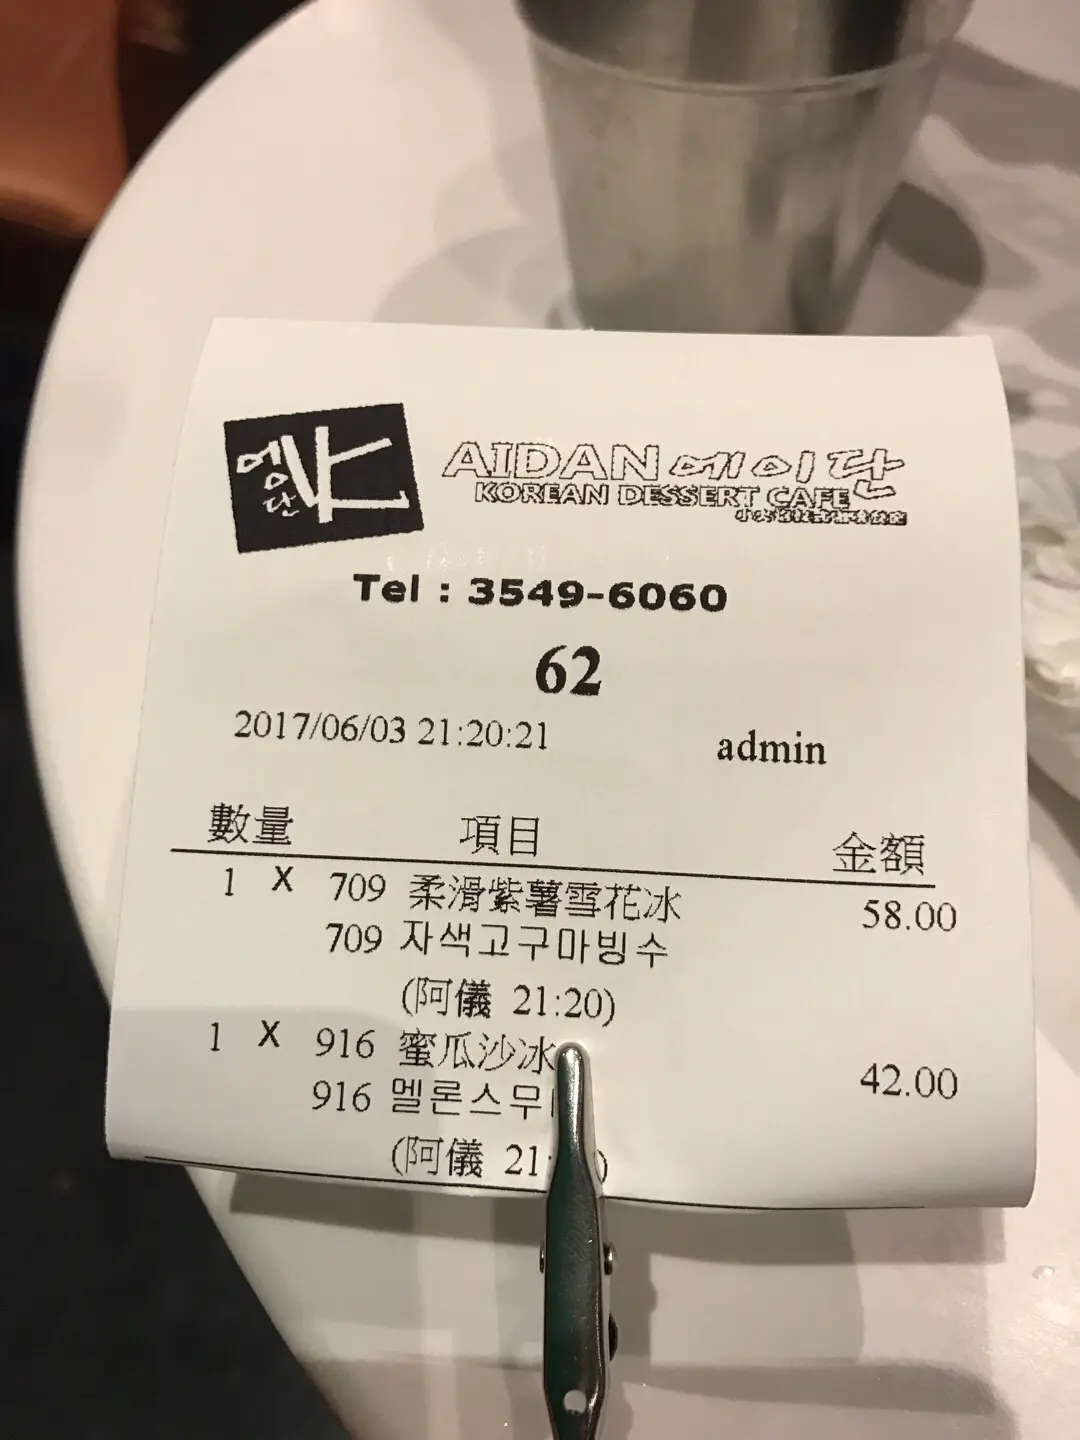 에이단
AIDAN 에이단
KOREAN DESSERT CAFE
Tel : 3549-6060
62
2017/06/03 21:20:21 admin
數量 項目 金額
1 X 709 柔滑紫薯雪花冰 58.00
709 자색고구마빙수
(阿儀 21:20)
1 X 916 蜜瓜沙冰 42.00
916 멜론스무
(阿儀 21